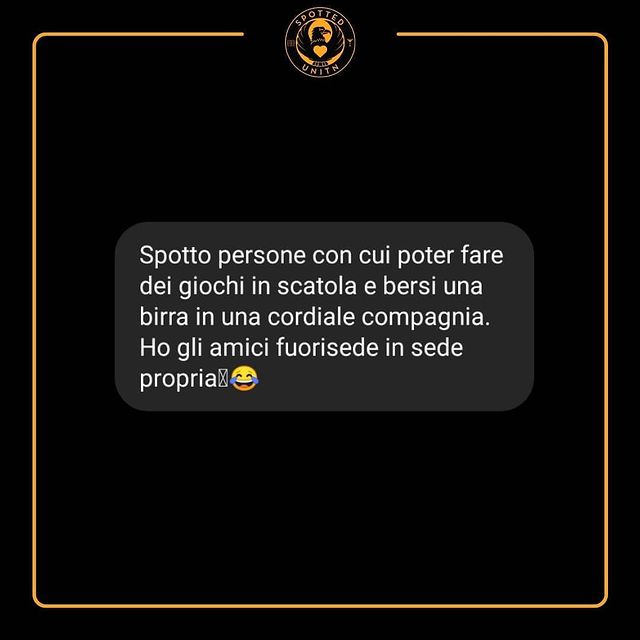 SPOTTED
UNITN
Spotto persone con cui poter fare
dei giochi in scatola e bersi una
birra in una cordiale compagnia.
Ho gli amici fuorisede in sede
propria😂